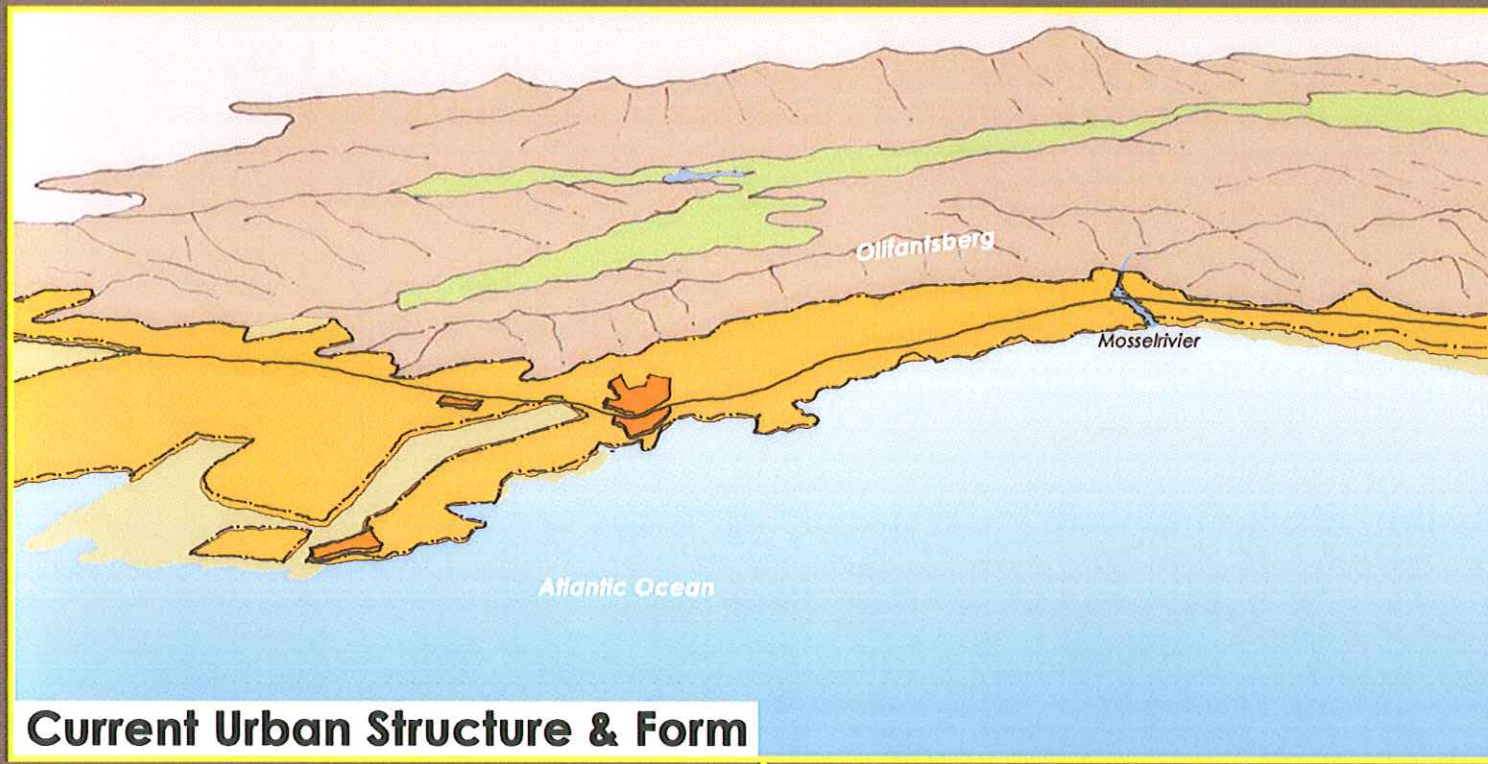 Olifantsberg
Mosselrivier
Atlantic Ocean
Current Urban Structure & Form